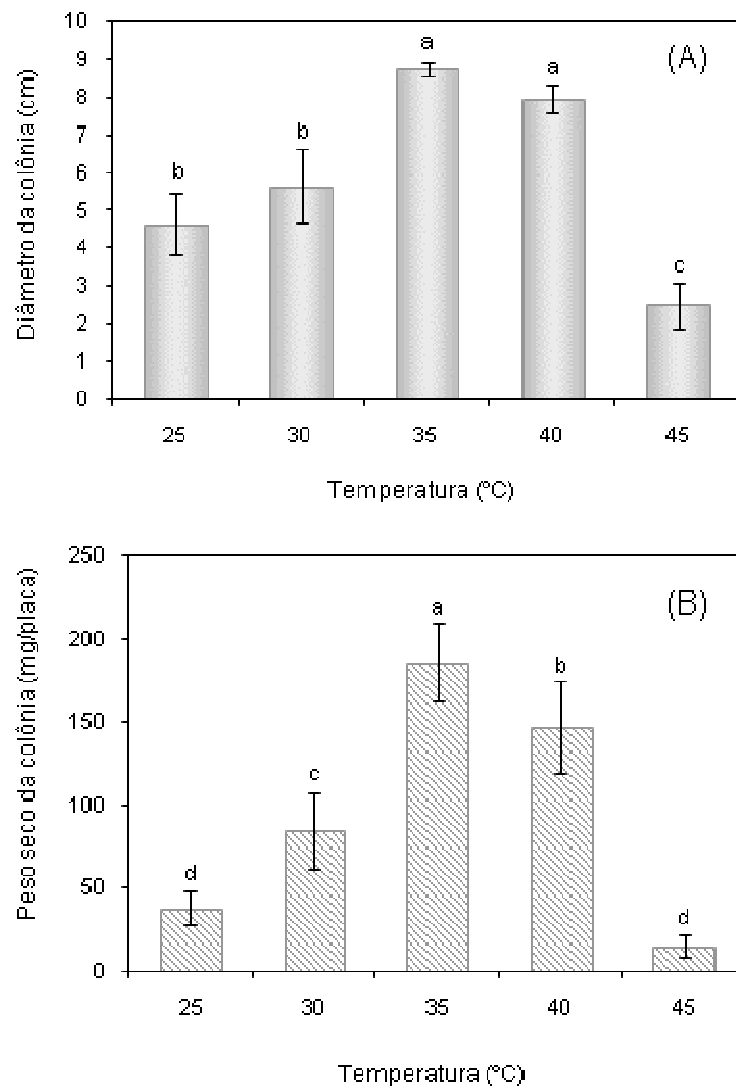 (A)
Diâmetro da colônia (cm)
10
9
8
7
6
5
4
3
2
1
0
b
b
a
a
c
25 30 35 40 45
Temperatura (°C)
(B)
Peso seco da colônia (mg/placa)
250
200
150
100
50
0
d
c
a
b
d
25 30 35 40 45
Temperatura (°C)